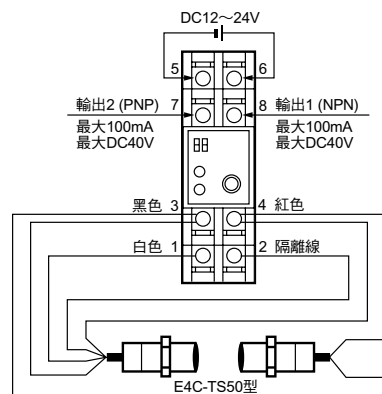 DC12～24V
5 6
輸出2 (PNP) 7 8 輸出1 (NPN)
最大100mA 最大100mA
最大DC40V 最大DC40V
黑色 3 4 紅色
白色 1 2 隔離線
E4C-TS50型